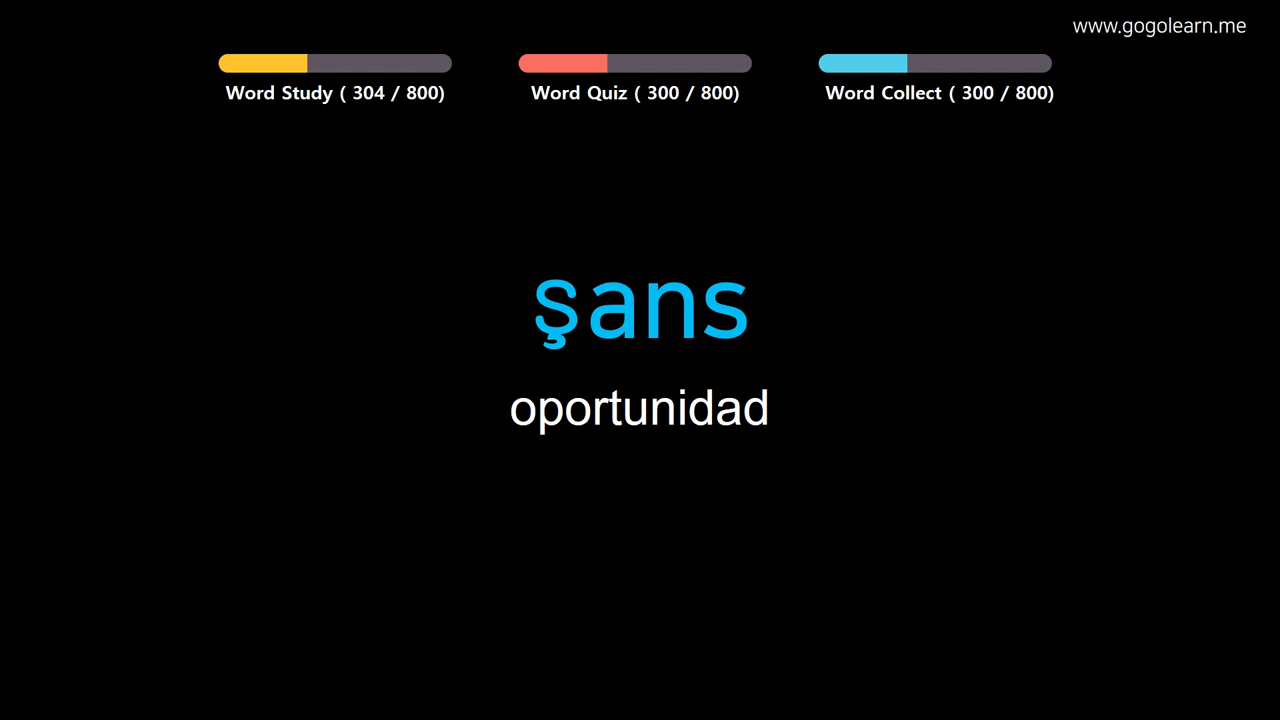 www.gogolearn.me
Word Study ( 304 / 800)
Word Quiz ( 300 / 800)
Word Collect ( 300 / 800)
şans
oportunidad